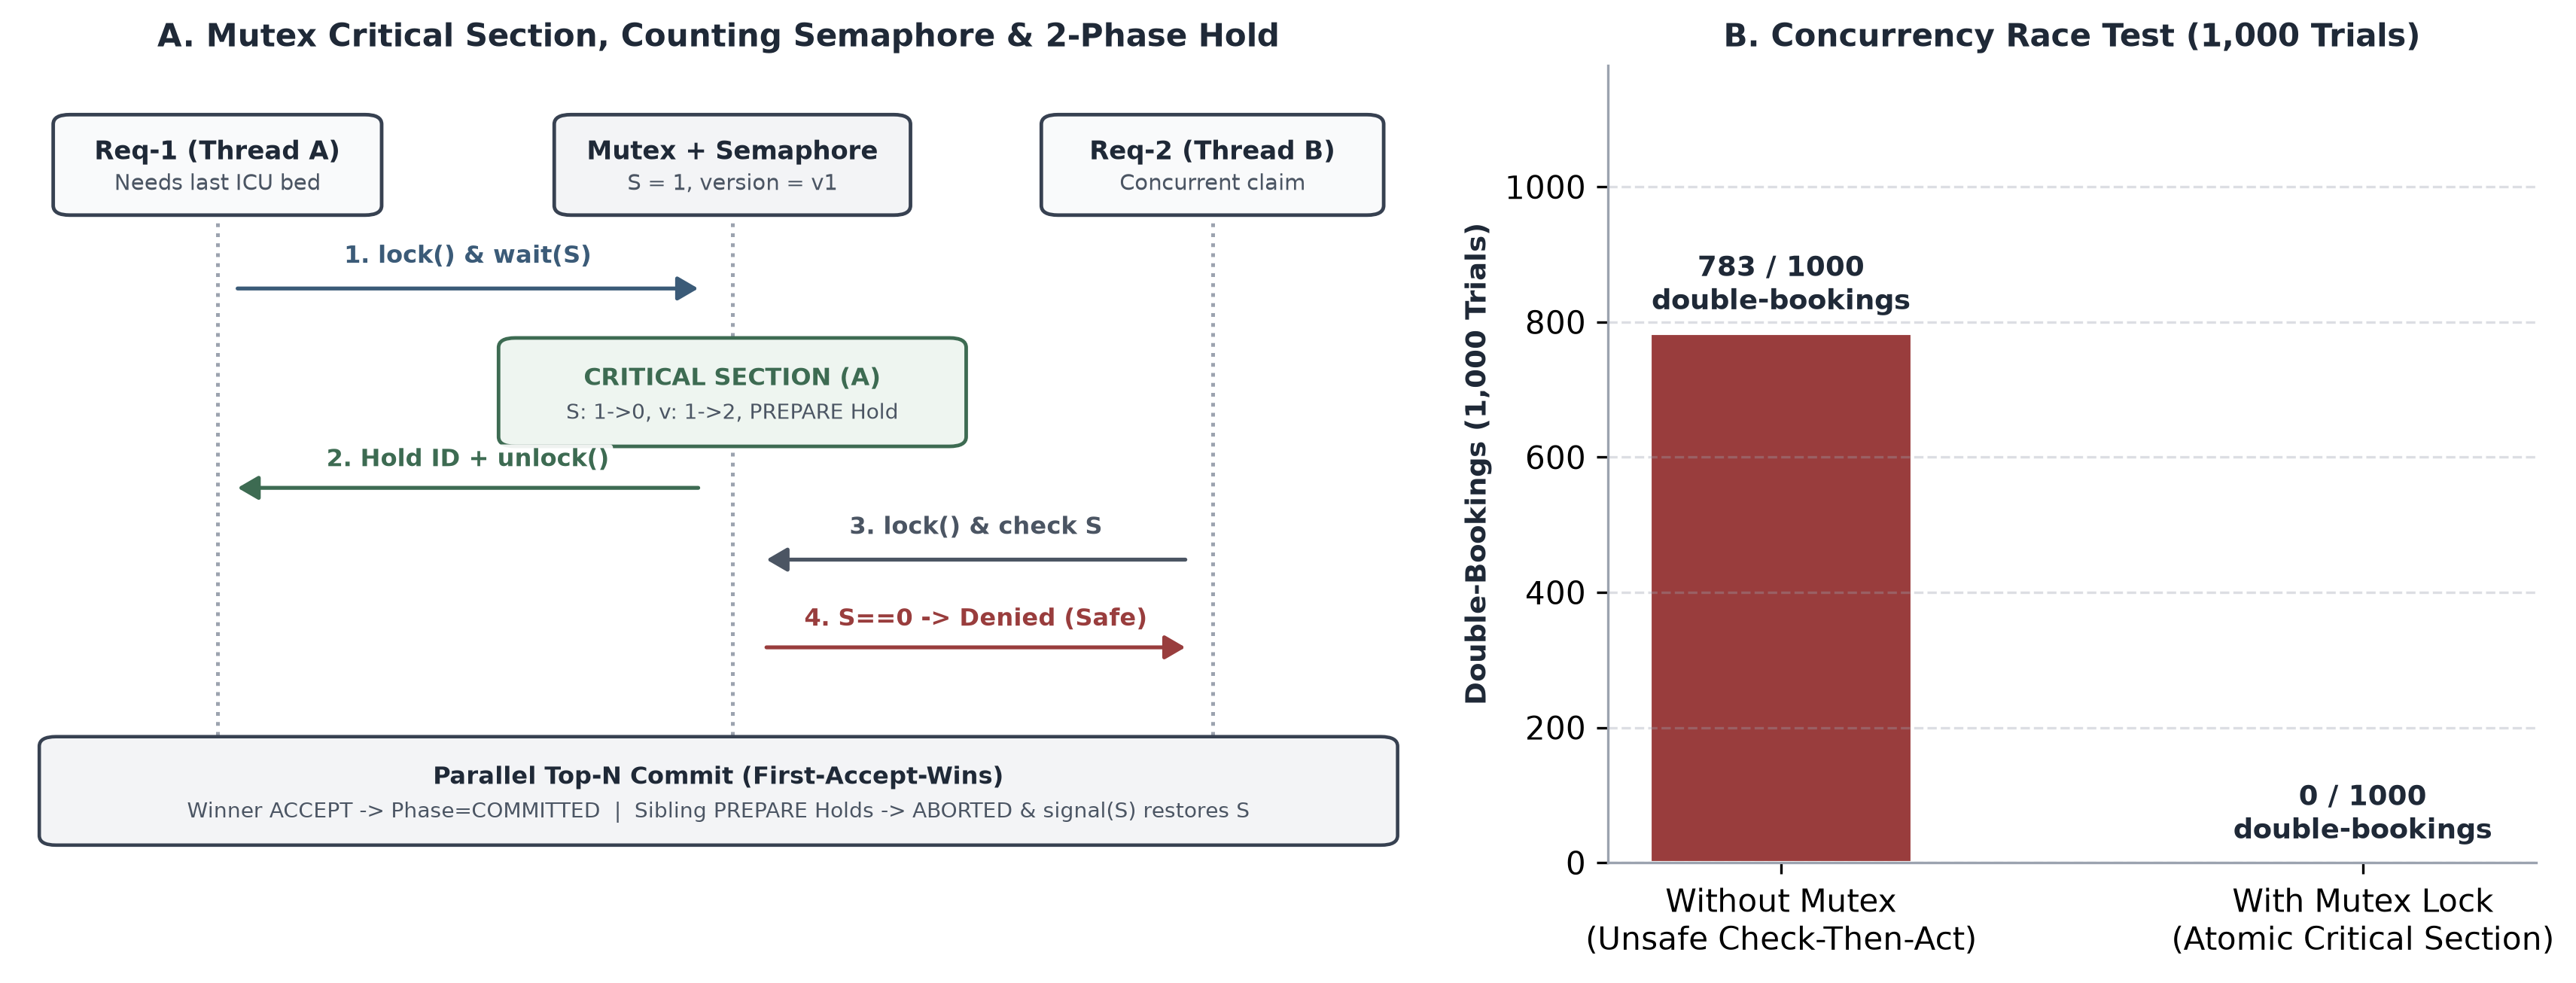 A. Mutex Critical Section, Counting Semaphore & 2-Phase Hold
Req-1 (Thread A)
Needs last ICU bed
Mutex + Semaphore
S = 1, version = v1
Req-2 (Thread B)
Concurrent claim
1. lock() & wait(S)
CRITICAL SECTION (A)
S: 1->0, v: 1->2, PREPARE Hold
2. Hold ID + unlock()
3. lock() & check S
4. S==0 -> Denied (Safe)
Parallel Top-N Commit (First-Accept-Wins)
Winner ACCEPT -> Phase=COMMITTED | Sibling PREPARE Holds -> ABORTED & signal(S) restores S
B. Concurrency Race Test (1,000 Trials)
Double-Bookings (1,000 Trials)
1000
800
600
400
200
0
783 / 1000
double-bookings
0 / 1000
double-bookings
Without Mutex
(Unsafe Check-Then-Act)
With Mutex Lock
(Atomic Critical Section)